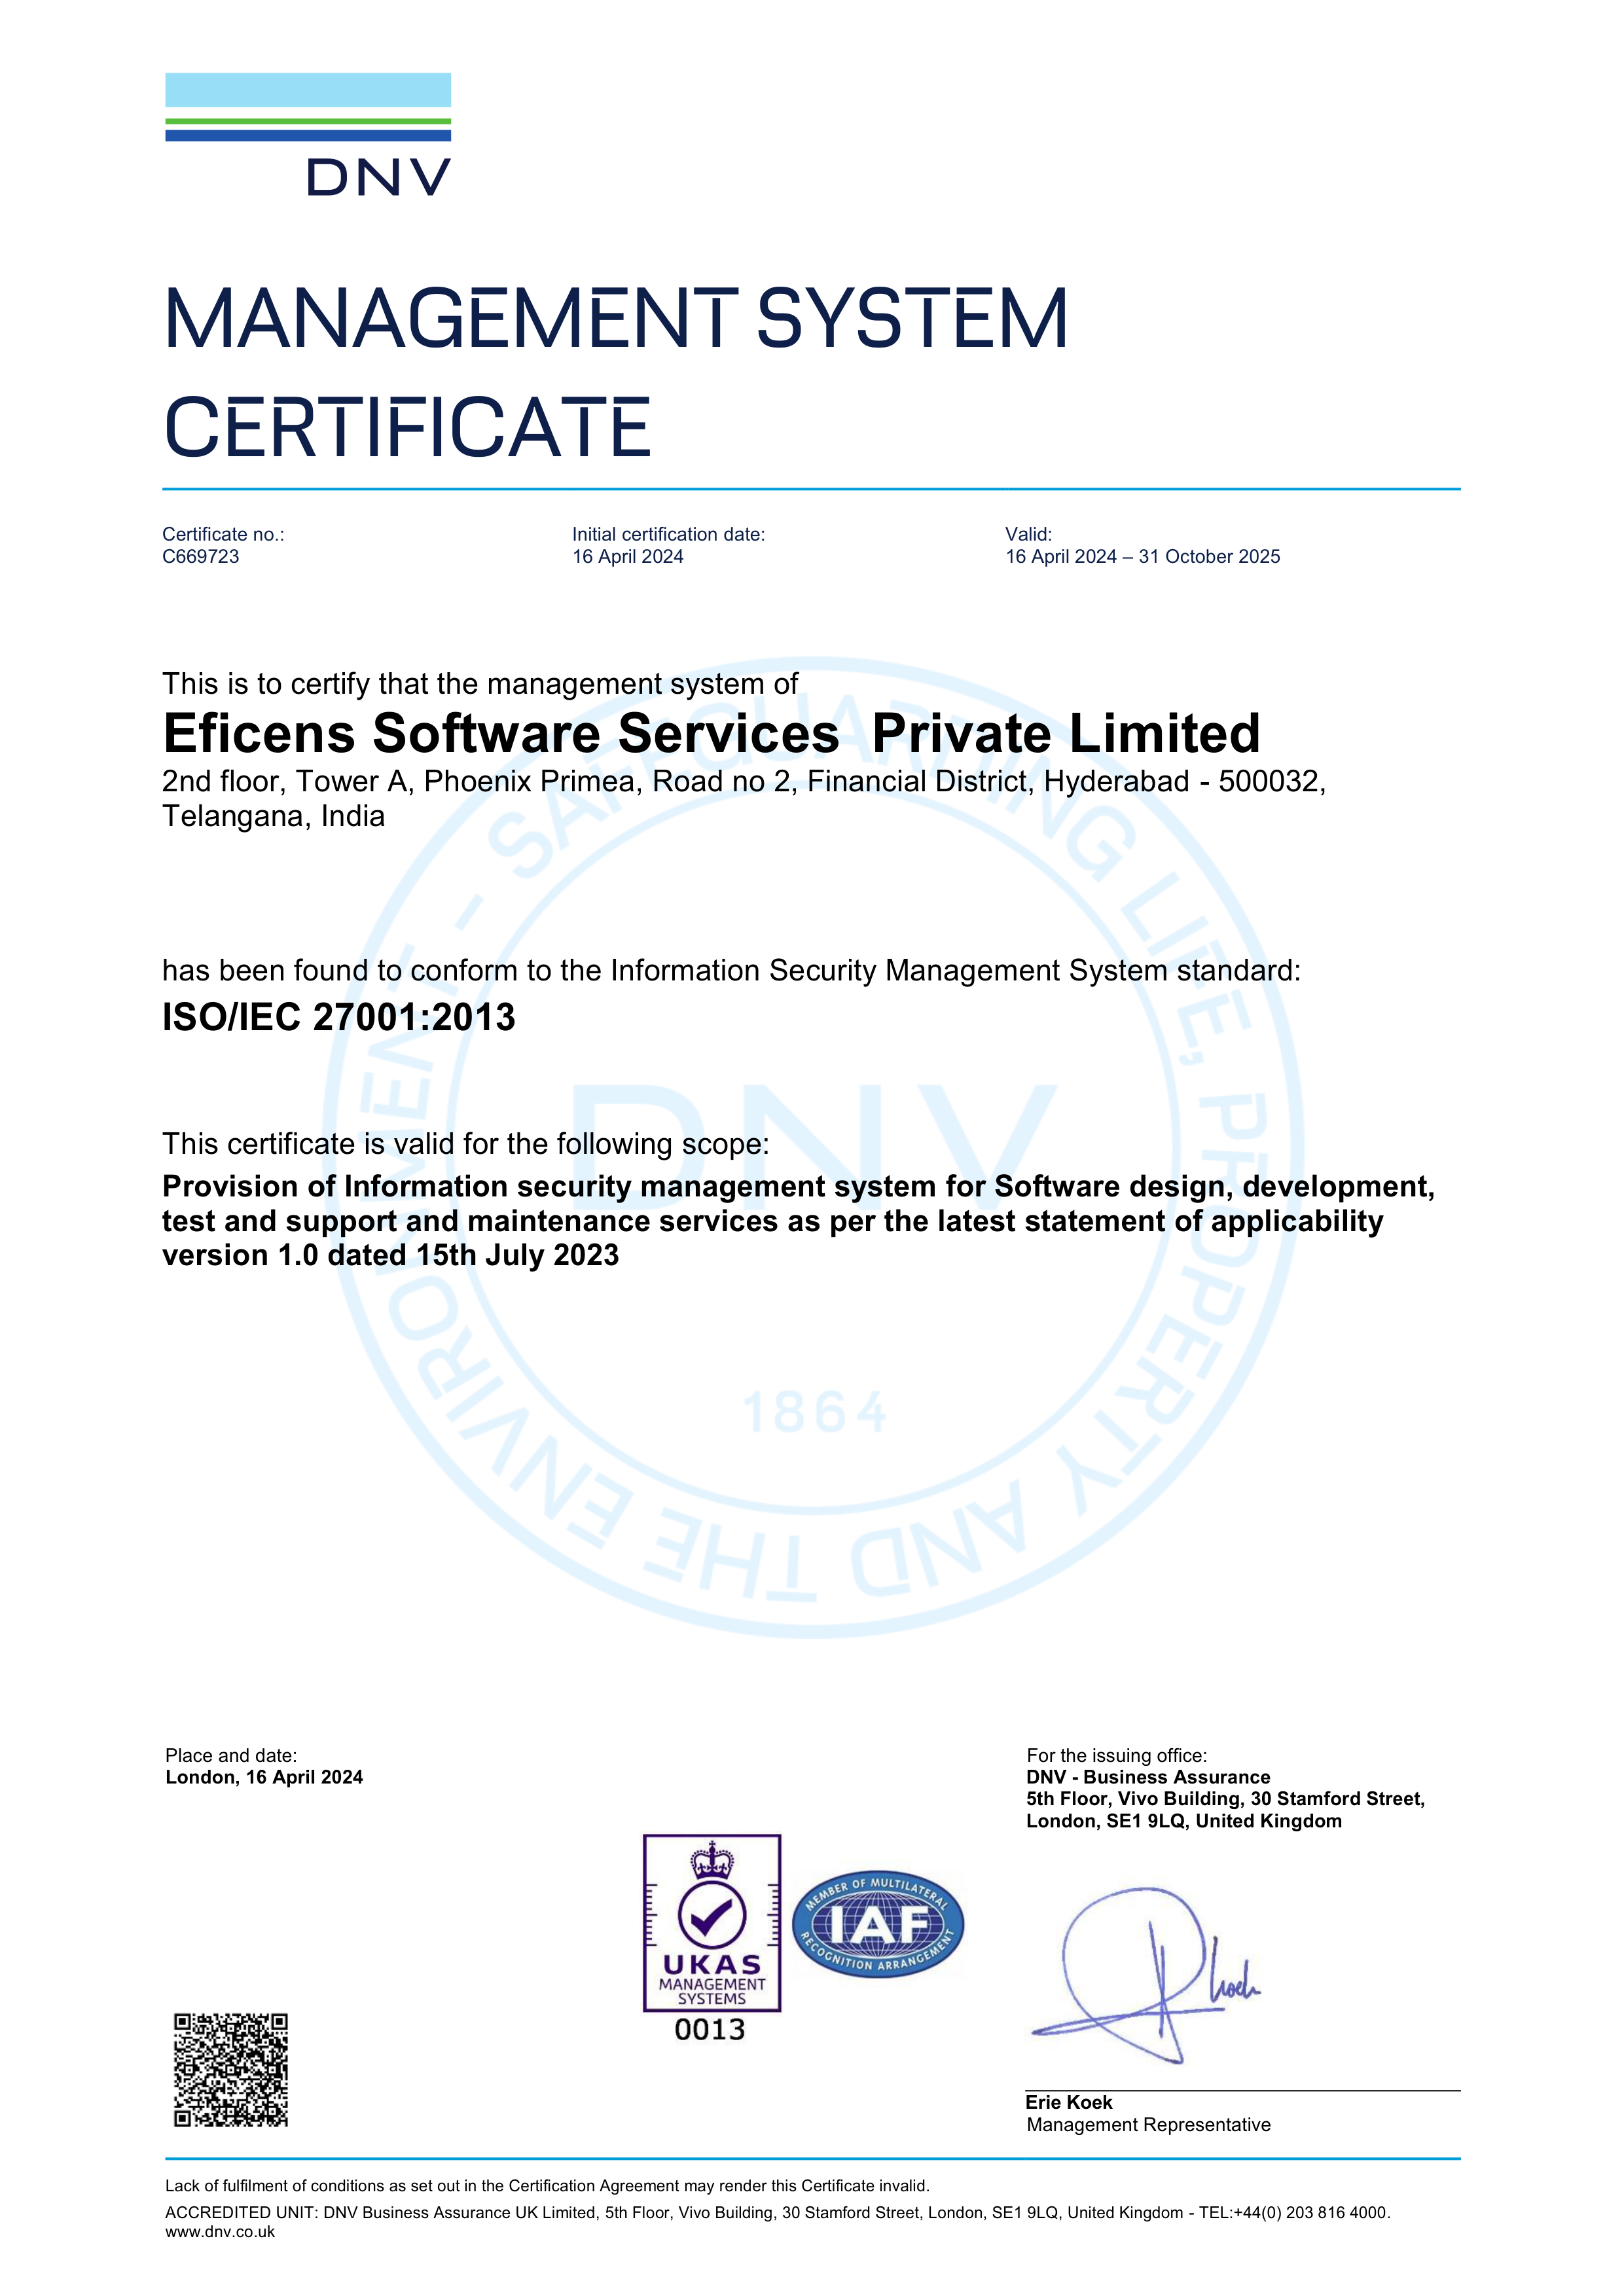 DNV
MANAGEMENT SYSTEM
CERTIFICATE
Certificate no.:
C669723
Initial certification date:
16 April 2024
Valid:
16 April 2024 – 31 October 2025
This is to certify that the management system of
Eficens Software Services  Private Limited
2nd floor, Tower A, Phoenix Primea, Road no 2, Financial District, Hyderabad - 500032,
Telangana, India
has been found to conform to the Information Security Management System standard:
ISO/IEC 27001:2013
This certificate is valid for the following scope:
Provision of Information security management system for Software design, development,
test and support and maintenance services as per the latest statement of applicability
version 1.0 dated 15th July 2023
SAFEGUARDING LIFE, PROPERTY AND THE ENVIRONMENT -
DNV
1864
Place and date:
London, 16 April 2024
For the issuing office:
DNV - Business Assurance
5th Floor, Vivo Building, 30 Stamford Street,
London, SE1 9LQ, United Kingdom
UKAS
MANAGEMENT
SYSTEMS
0013
MEMBER OF MULTILATERAL
IAF
RECOGNITION ARRANGEMENT
Koek
Erie Koek
Management Representative
Lack of fulfilment of conditions as set out in the Certification Agreement may render this Certificate invalid.
ACCREDITED UNIT: DNV Business Assurance UK Limited, 5th Floor, Vivo Building, 30 Stamford Street, London, SE1 9LQ, United Kingdom - TEL:+44(0) 203 816 4000.
www.dnv.co.uk